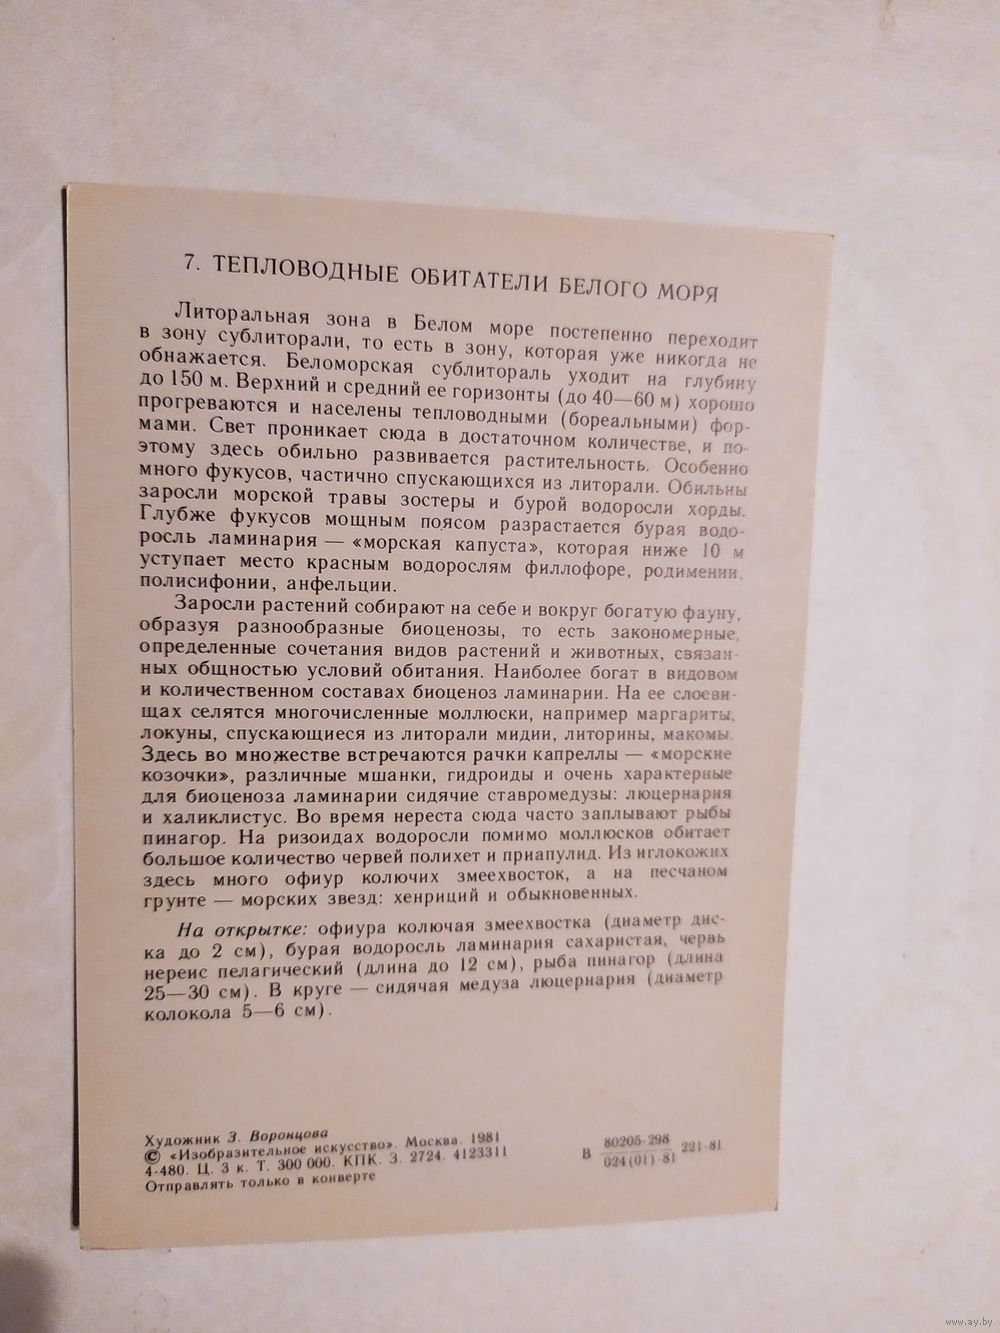 7. ТЕПЛОВОДНЫЕ ОБИТАТЕЛИ БЕЛОГО МОРЯ
Литоральная зона в Белом море постепенно переходит
в зону сублиторали, то есть в зону, которая уже никогда не
обнажается. Беломорская сублитораль уходит на глубину
до 150 м. Верхний и средний ее горизонты (до 40—60 м) хорошо
прогреваются и населены тепловодными (бореальными) фор-
мами. Свет проникает сюда в достаточном количестве, и по-
этому здесь обильно развивается растительность. Особенно
много фукусов, частично спускающихся из литорали. Обильны
заросли морской травы зостеры и бурой водоросли хорды.
Глубже фукусов мощным поясом разрастается бурая водо-
росль ламинария — «морская капуста», которая ниже 10 м
уступает место красным водорослям филлофоре, родимении,
полисифонии, анфельции.
Заросли растений собирают на себе и вокруг богатую фауну,
образуя разнообразные биоценозы, то есть закономерные,
определенные сочетания видов растений и животных, связан-
ных общностью условий обитания. Наиболее богат в видовом
и количественном составах биоценоз ламинарии. На ее слоеви-
щах селятся многочисленные моллюски, например маргариты,
локуны, спускающиеся из литорали мидии, литорины, макомы.
Здесь во множестве встречаются рачки капреллы — «морские
козочки», различные мшанки, гидроиды и очень характерные
для биоценоза ламинарии сидячие ставромедузы: люцернария
и халиклистус. Во время нереста сюда часто заплывают рыбы
пинагор. На ризоидах водоросли помимо моллюсков обитает
большое количество червей полихет и приапулид. Из иглокожих
здесь много офиур колючих змеехвосток, а на песчаном
грунте — морских звезд: хенриций и обыкновенных.
На открытке: офиура колючая змеехвостка (диаметр дис-
ка до 2 см), бурая водоросль ламинария сахаристая, червь
нереис пелагический (длина до 12 см), рыба пинагор (длина
25—30 см). В круге — сидячая медуза люцернария (диаметр
колокола 5—6 см).
Художник З. Воронцова
© «Изобразительное искусство». Москва. 1981
4-480. Ц. 3 к. Т. 300 000. КПК. З. 2724. 4123311
Отправлять только в конверте
В 80205-298 221-81
024(01)-81
www.ay.by